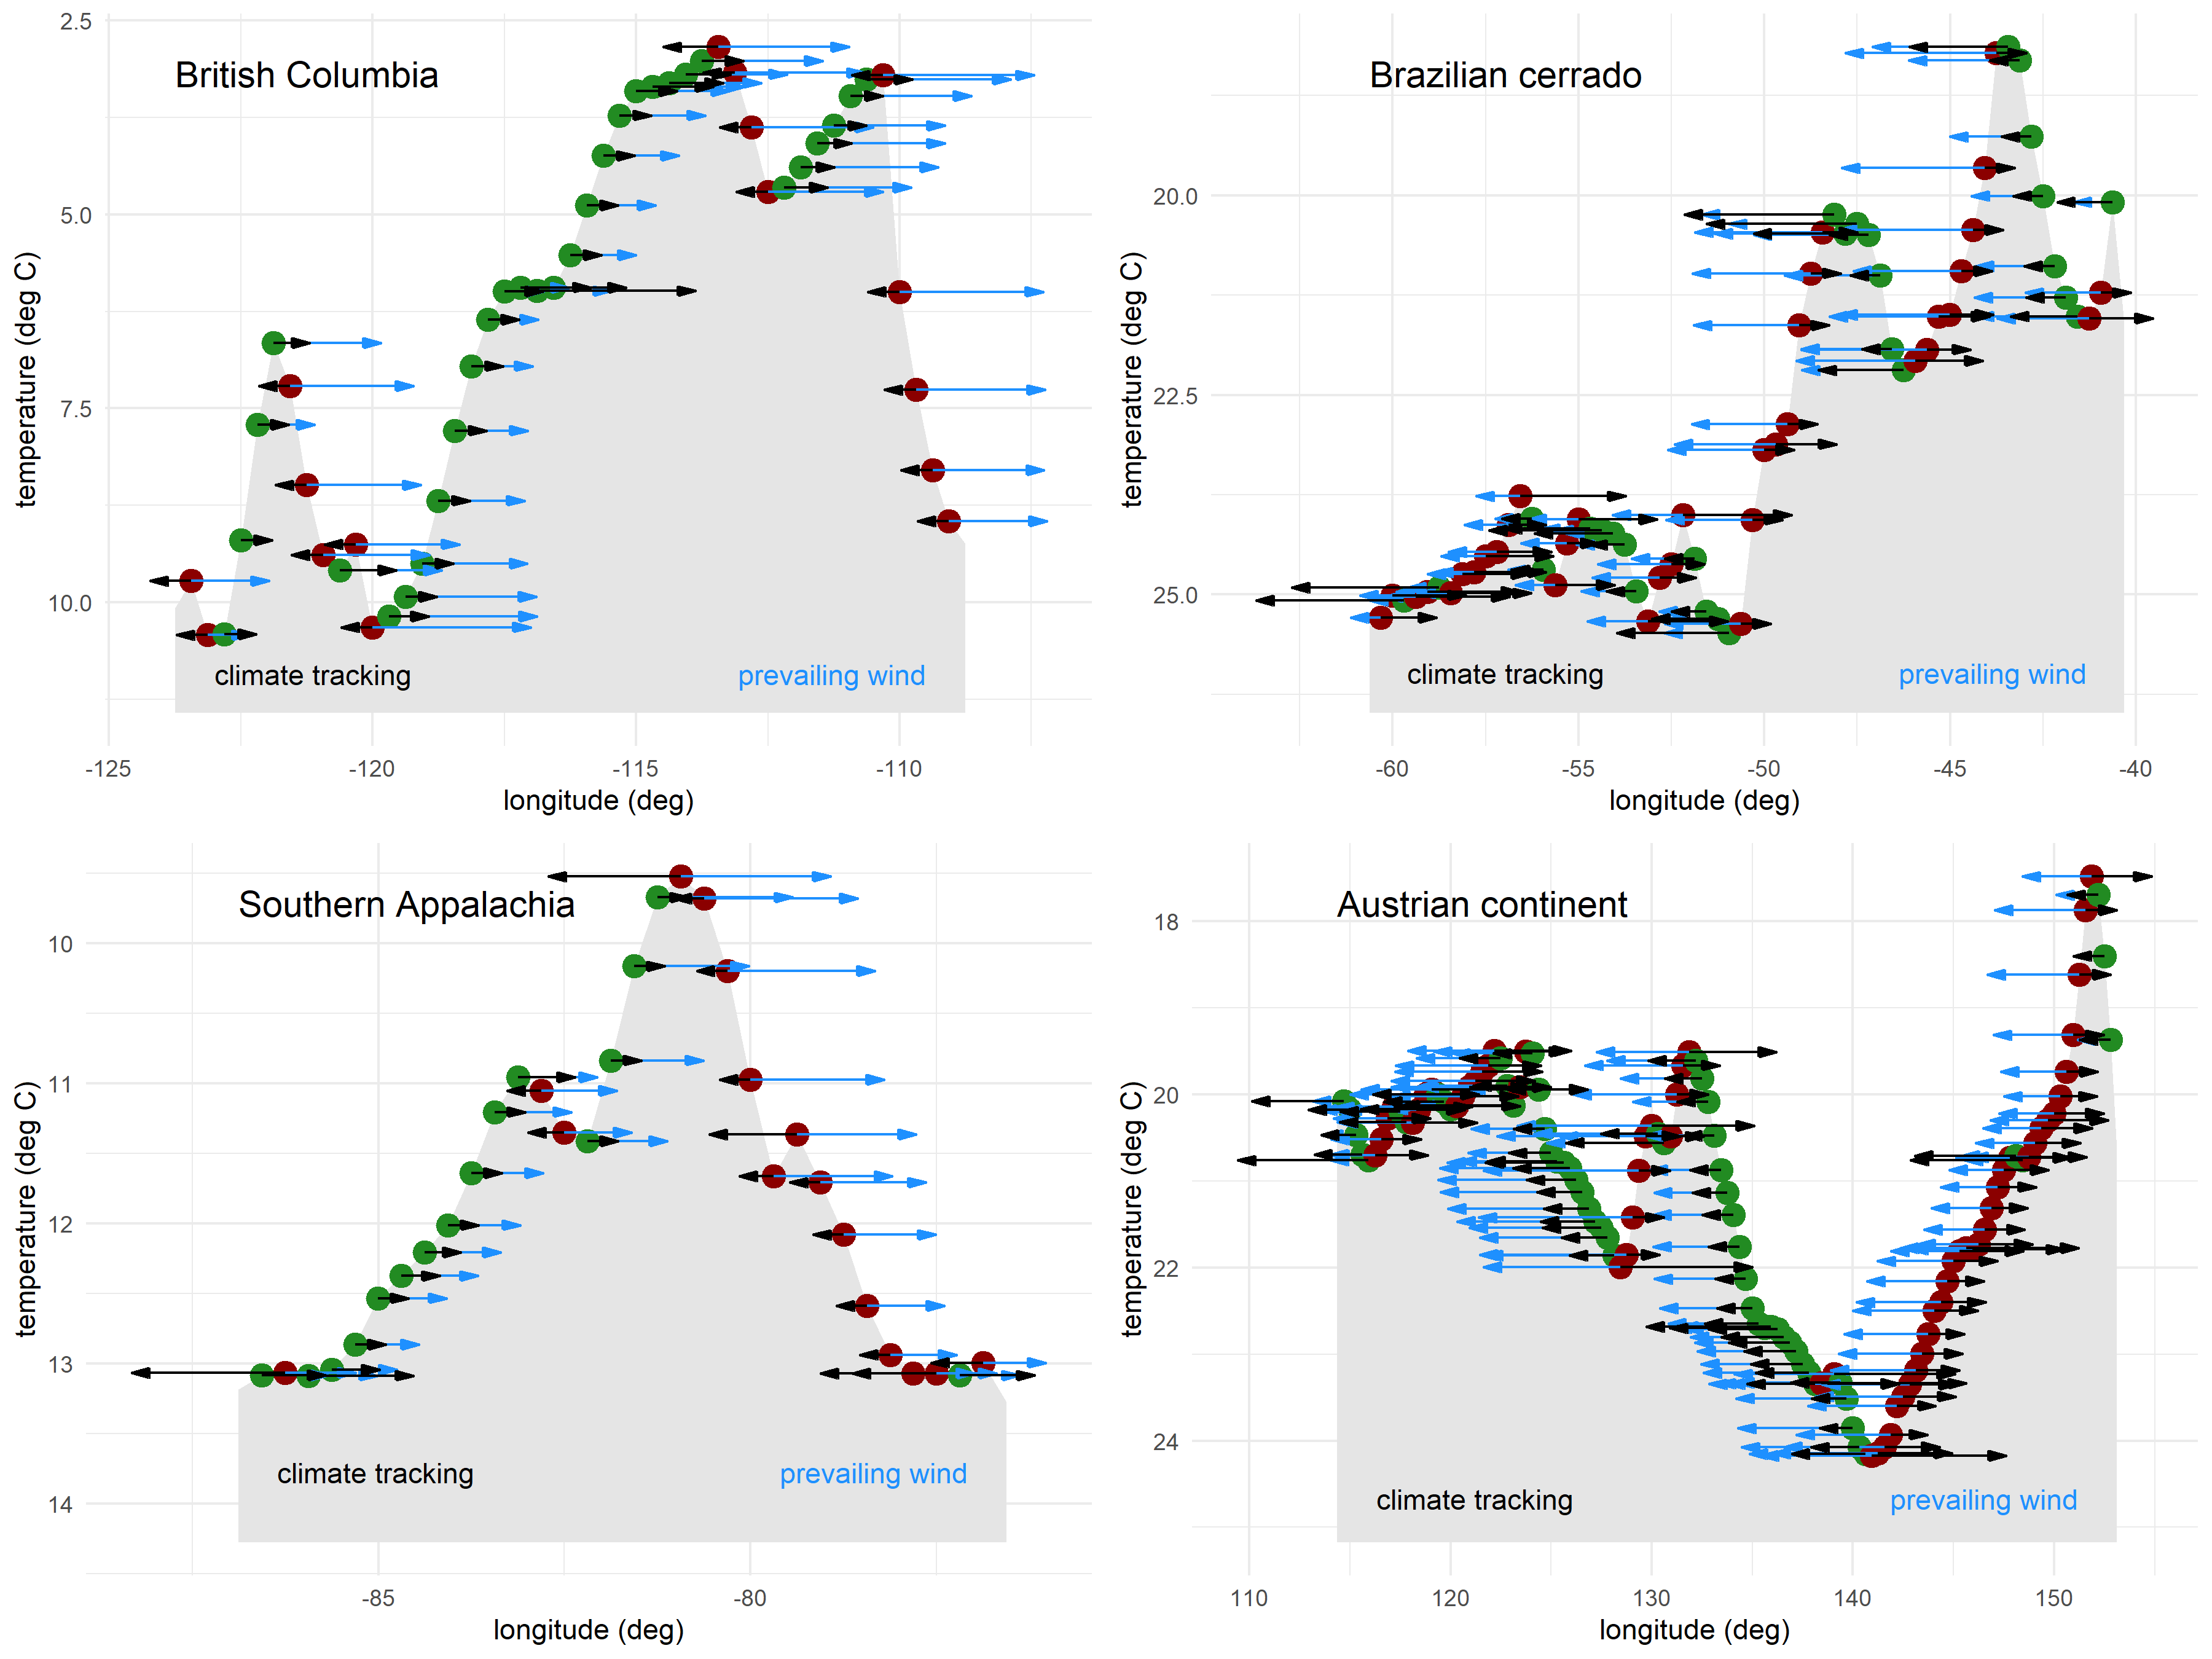 British Columbia
2.5
5.0
7.5
10.0
temperature (deg C)
climate tracking
prevailing wind
-125
-120
-115
-110
longitude (deg)
Brazilian cerrado
20.0
22.5
25.0
temperature (deg C)
climate tracking
prevailing wind
-60
-55
-50
-45
-40
longitude (deg)
Southern Appalachia
10
11
12
13
14
temperature (deg C)
climate tracking
prevailing wind
-85
-80
longitude (deg)
Austrian continent
18
20
22
24
temperature (deg C)
climate tracking
prevailing wind
110
120
130
140
150
longitude (deg)